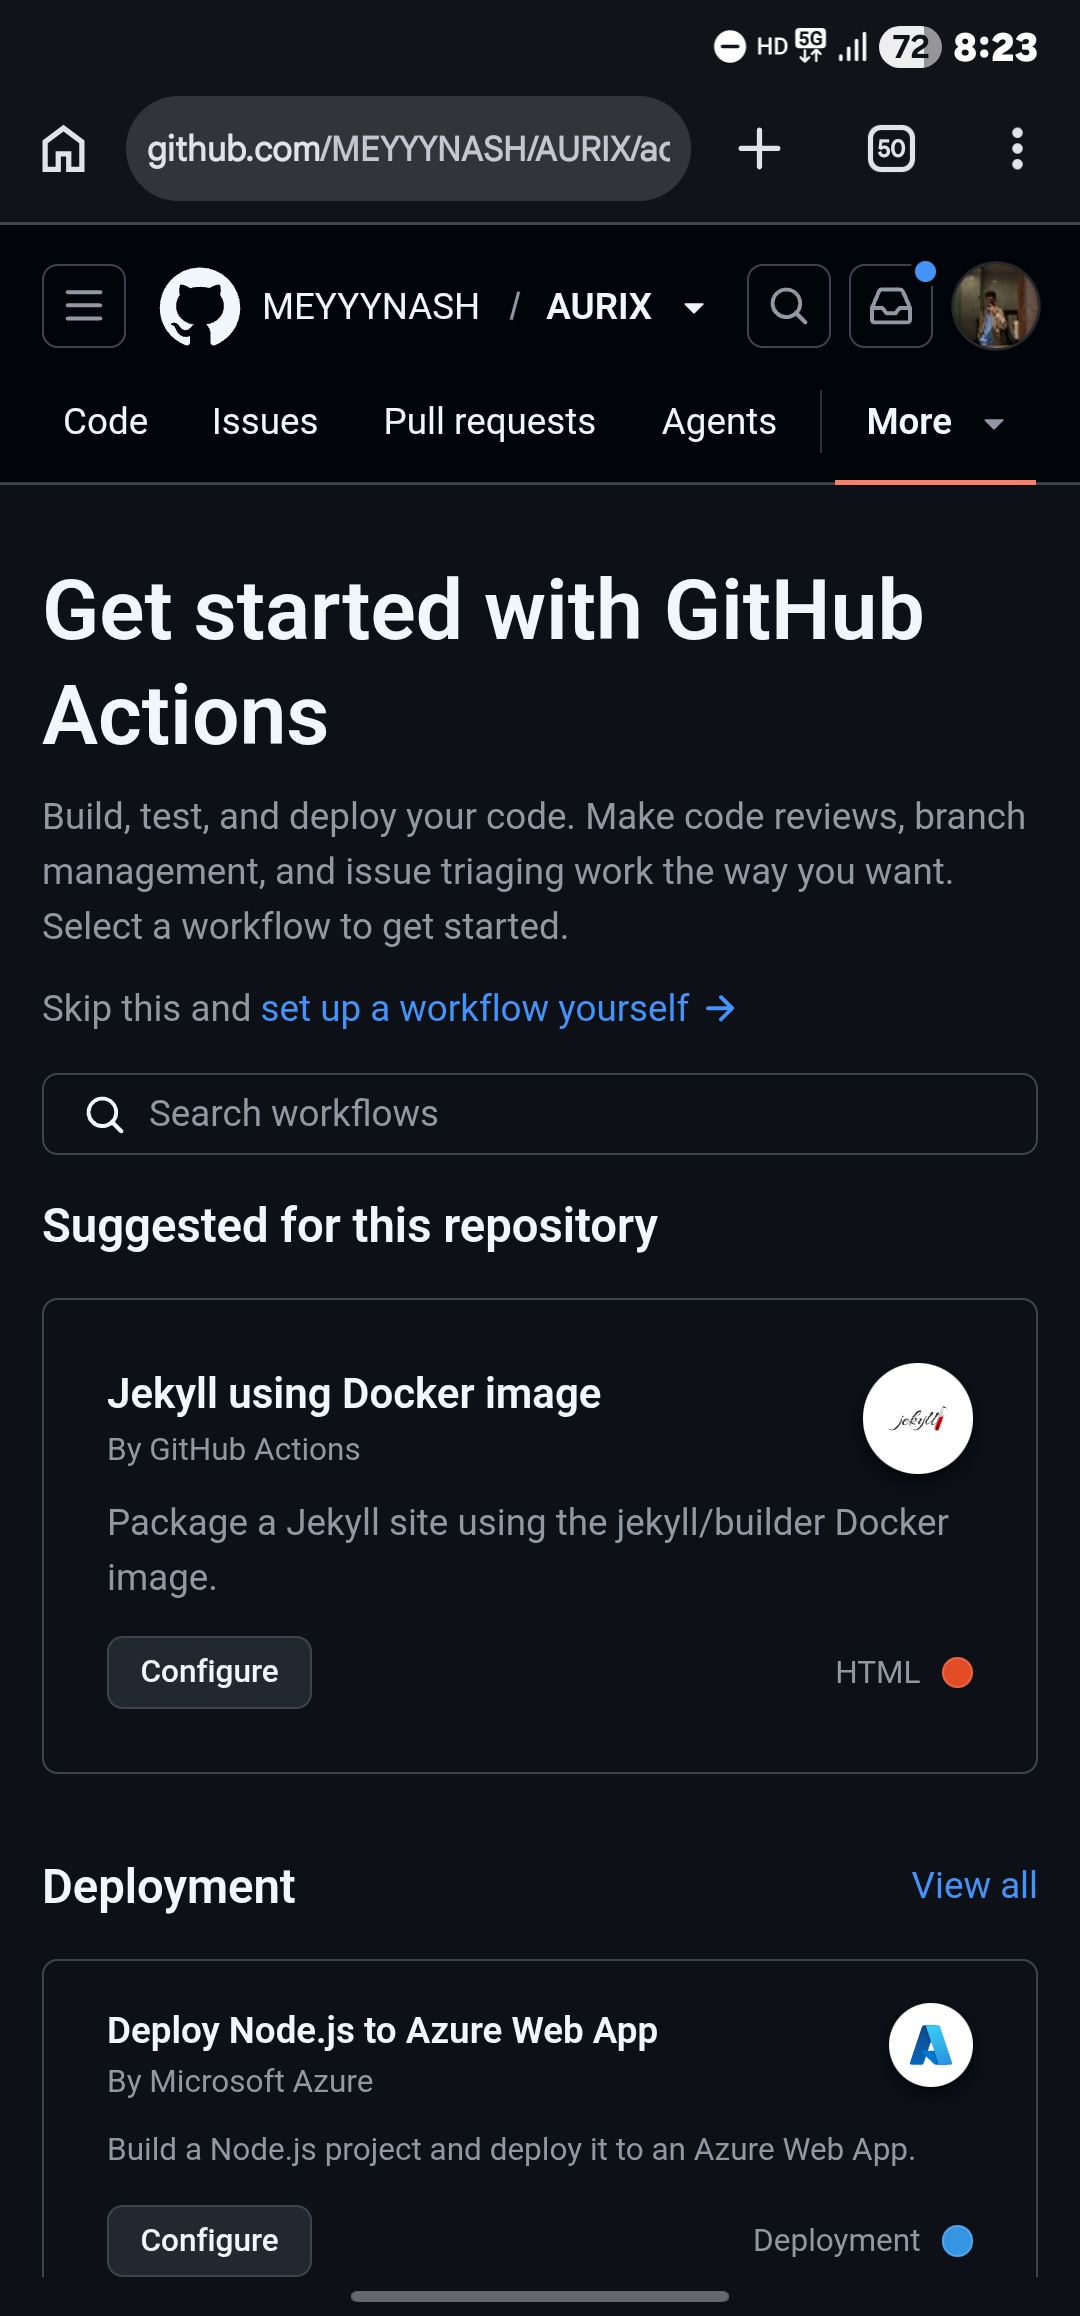 HD 5G 72 8:23
github.com/MEYYYNASH/AURIX/ac
50
MEYYYNASH / AURIX
Code Issues Pull requests Agents More
Get started with GitHub
Actions
Build, test, and deploy your code. Make code reviews, branch
management, and issue triaging work the way you want.
Select a workflow to get started.
Skip this and set up a workflow yourself →
Search workflows
Suggested for this repository
Jekyll using Docker image
jekyll
By GitHub Actions
Package a Jekyll site using the jekyll/builder Docker
image.
Configure HTML
Deployment View all
Deploy Node.js to Azure Web App
By Microsoft Azure
Build a Node.js project and deploy it to an Azure Web App.
Configure Deployment